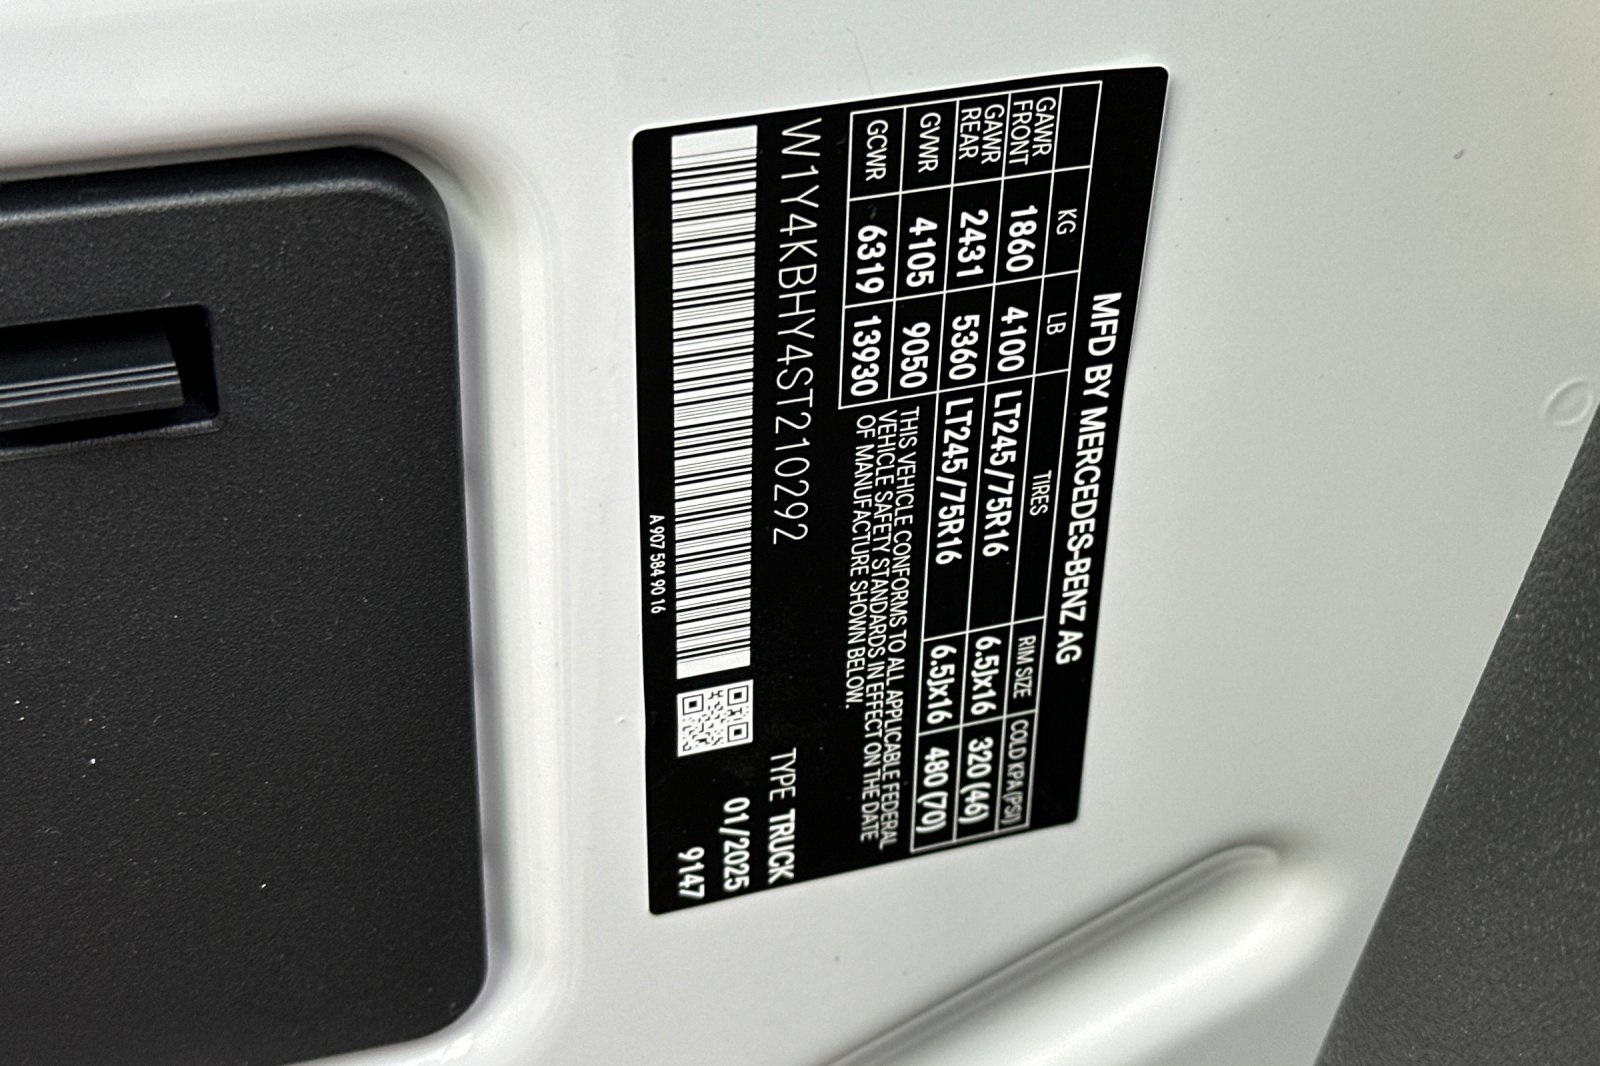 MFD BY MERCEDES-BENZ AG
KG LB TIRES RIM SIZE COLD KPA (PSI)
GAWR FRONT 1860 4100 LT245/75R16 6.5Jx16 320 (46)
GAWR REAR 2431 5360 LT245/75R16 6.5Jx16 480 (70)
GVWR 4105 9050
GCWR 6319 13930
THIS VEHICLE CONFORMS TO ALL APPLICABLE FEDERAL
VEHICLE SAFETY STANDARDS IN EFFECT ON THE DATE
OF MANUFACTURE SHOWN BELOW.
W1Y4KBHY4ST210292 TYPE TRUCK
01/2025
9147
A 907 584 90 16